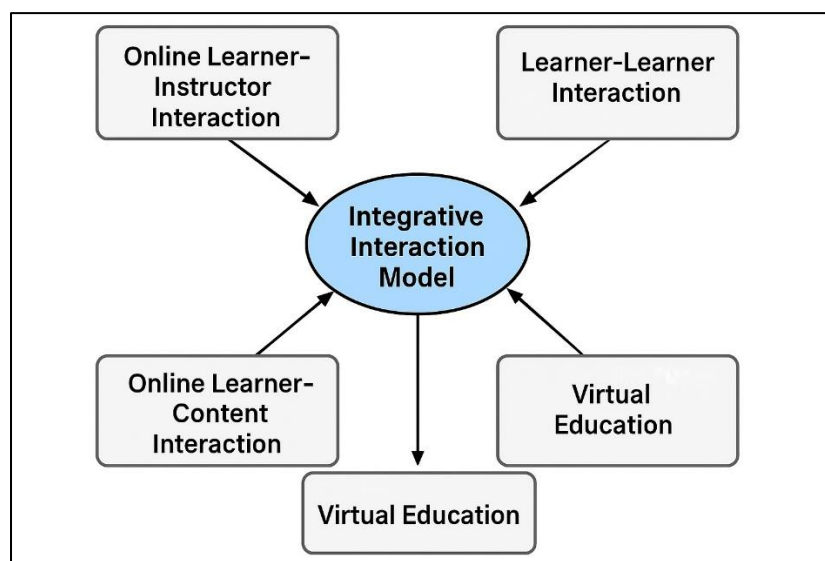 Online Learner-
Instructor
Interaction
Learner-Learner
Interaction
Integrative
Interaction
Model
Online Learner-
Content
Interaction
Virtual
Education
Virtual Education